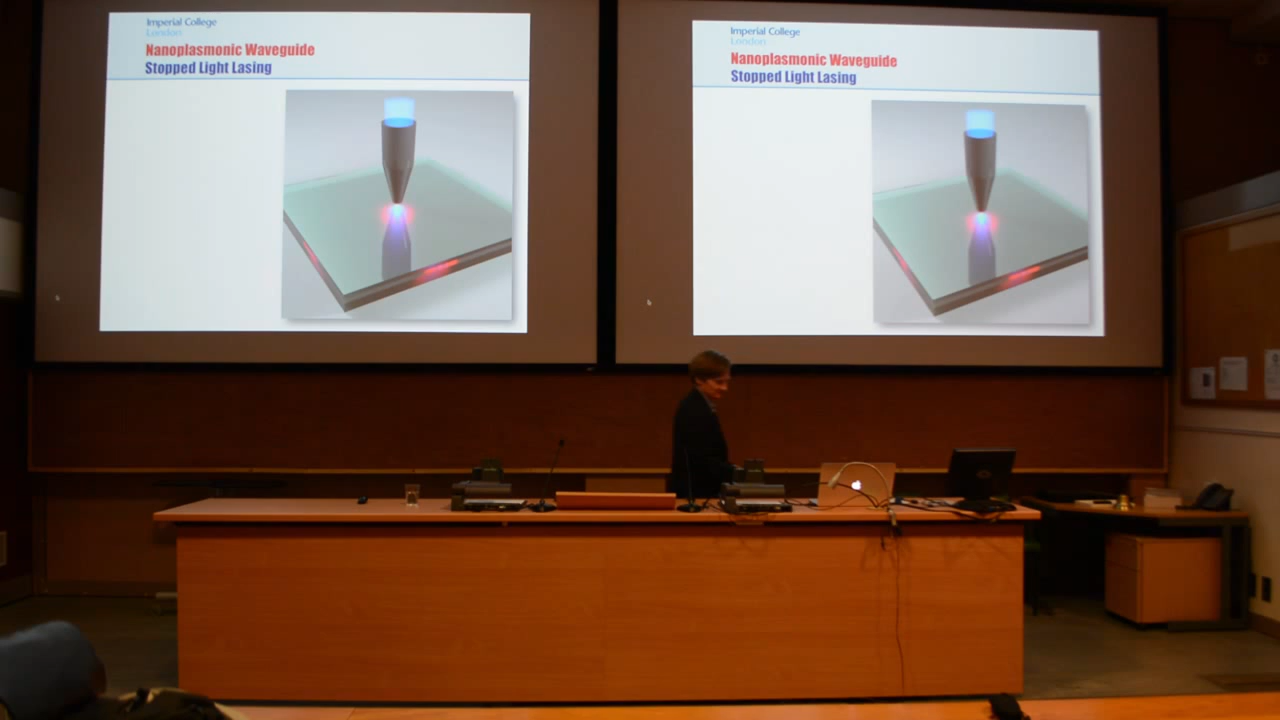 Imperial College
London
Nanoplasmonic Waveguide
Stopped Light Lasing
Imperial College
London
Nanoplasmonic Waveguide
Stopped Light Lasing